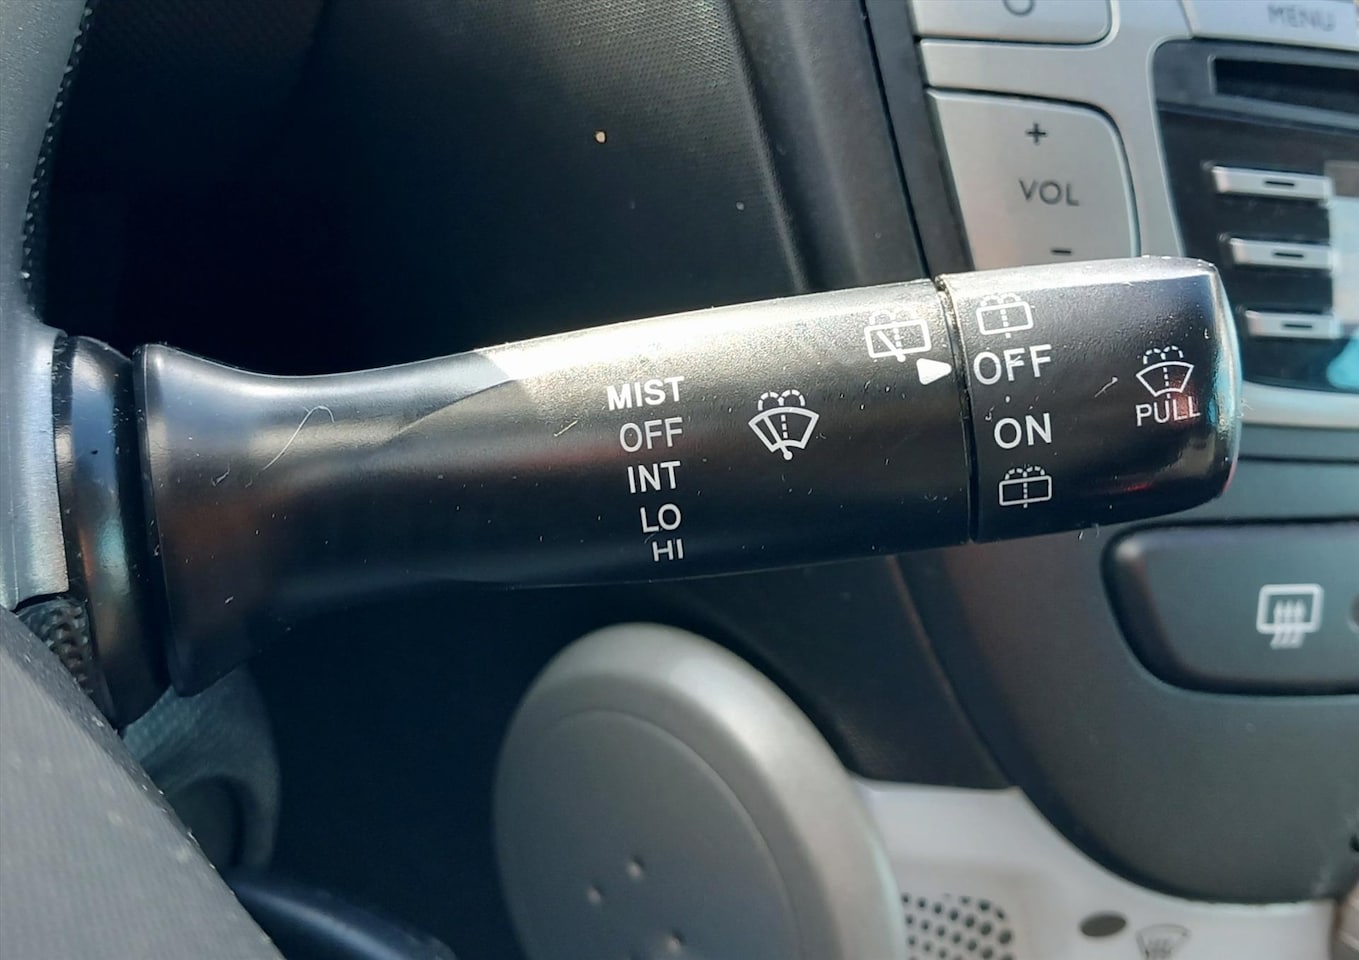 MENU
+
VOL
-
MIST
OFF
INT
LO
HI
OFF
ON
PULL